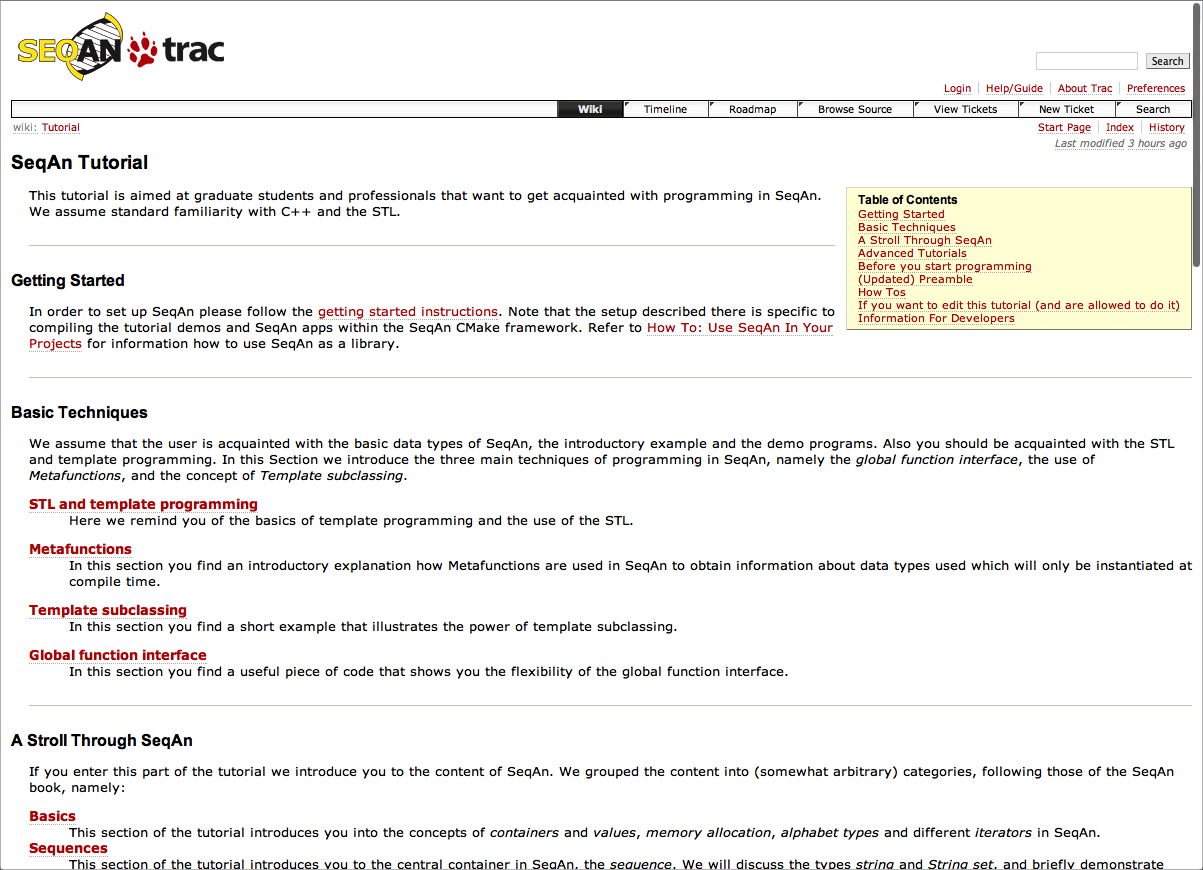 SEQAN trac
Search
Login Help/Guide About Trac Preferences
Wiki Timeline Roadmap Browse Source View Tickets New Ticket Search
wiki: Tutorial
Start Page Index History
Last modified 3 hours ago
SeqAn Tutorial
This tutorial is aimed at graduate students and professionals that want to get acquainted with programming in SeqAn.
We assume standard familiarity with C++ and the STL.
Table of Contents
Getting Started
Basic Techniques
A Stroll Through SeqAn
Advanced Tutorials
Before you start programming
(Updated) Preamble
How Tos
If you want to edit this tutorial (and are allowed to do it)
Information For Developers
Getting Started
In order to set up SeqAn please follow the getting started instructions. Note that the setup described there is specific to
compiling the tutorial demos and SeqAn apps within the SeqAn CMake framework. Refer to How To: Use SeqAn In Your
Projects for information how to use SeqAn as a library.
Basic Techniques
We assume that the user is acquainted with the basic data types of SeqAn, the introductory example and the demo programs. Also you should be acquainted with the STL
and template programming. In this Section we introduce the three main techniques of programming in SeqAn, namely the global function interface, the use of
Metafunctions, and the concept of Template subclassing.
STL and template programming
Here we remind you of the basics of template programming and the use of the STL.
Metafunctions
In this section you find an introductory explanation how Metafunctions are used in SeqAn to obtain information about data types used which will only be instantiated at
compile time.
Template subclassing
In this section you find a short example that illustrates the power of template subclassing.
Global function interface
In this section you find a useful piece of code that shows you the flexibility of the global function interface.
A Stroll Through SeqAn
If you enter this part of the tutorial we introduce you to the content of SeqAn. We grouped the content into (somewhat arbitrary) categories, following those of the SeqAn
book, namely:
Basics
This section of the tutorial introduces you into the concepts of containers and values, memory allocation, alphabet types and different iterators in SeqAn.
Sequences
This section of the tutorial introduces you to the central container in SeqAn, the sequence. We will discuss the types string and String set, and briefly demonstrate